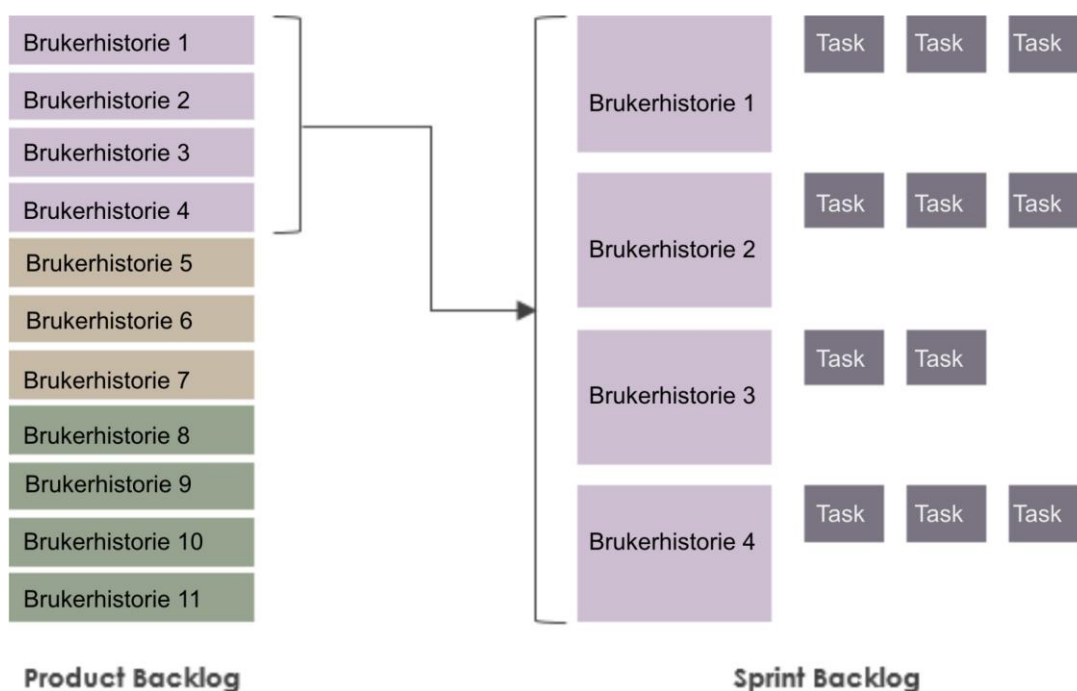 Brukerhistorie 1
Brukerhistorie 2
Brukerhistorie 3
Brukerhistorie 4
Brukerhistorie 5
Brukerhistorie 6
Brukerhistorie 7
Brukerhistorie 8
Brukerhistorie 9
Brukerhistorie 10
Brukerhistorie 11
Product Backlog
Brukerhistorie 1
Task Task Task
Brukerhistorie 2
Task Task Task
Brukerhistorie 3
Task Task
Brukerhistorie 4
Task Task Task
Sprint Backlog